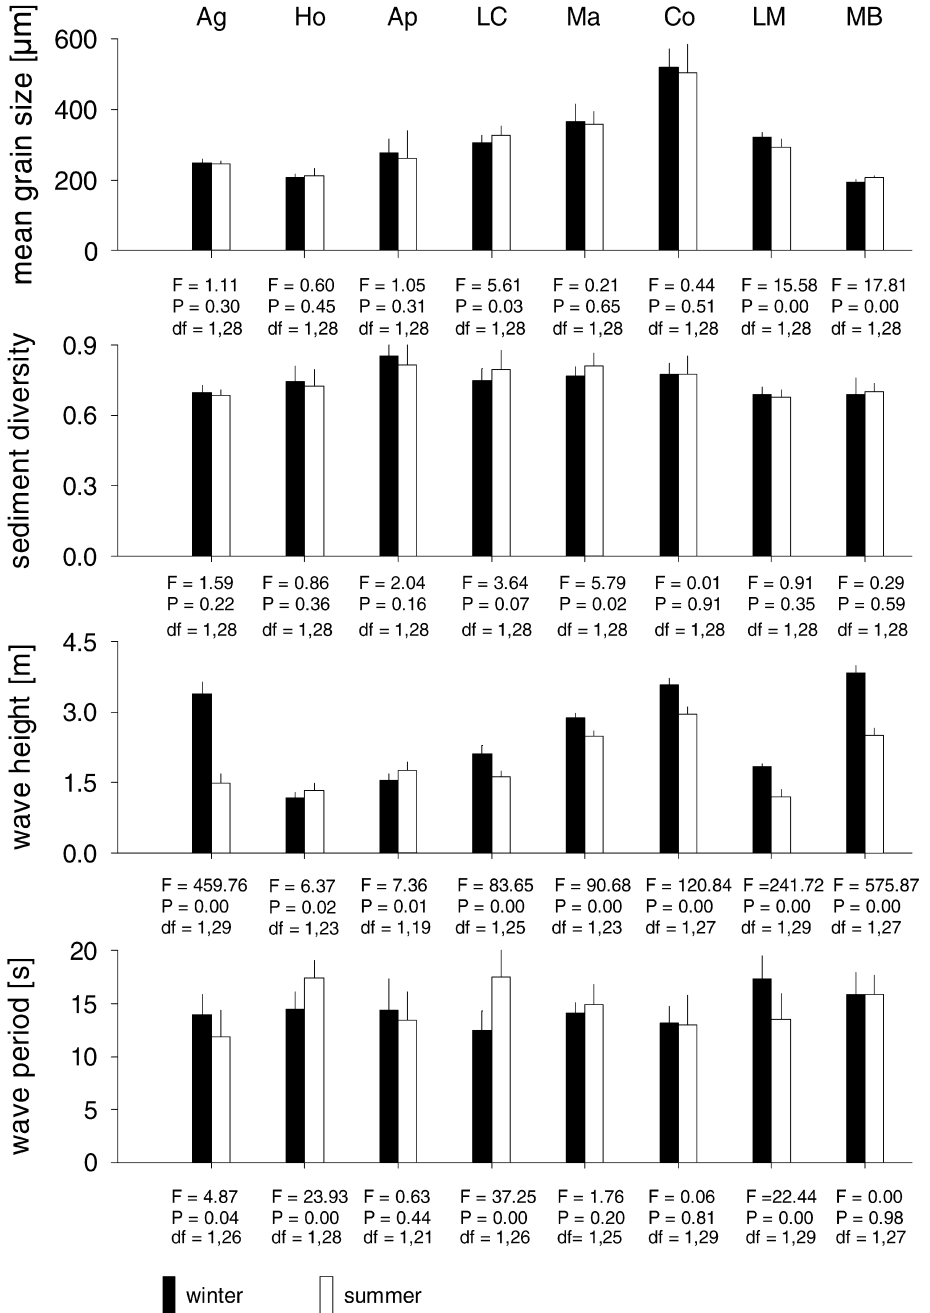 Ag Ho Ap LC Ma Co LM MB
mean grain size [µm]
600
400
200
0
F = 1.11 F = 0.60 F = 1.05 F = 5.61 F = 0.21 F = 0.44 F = 15.58 F = 17.81
P = 0.30 P = 0.45 P = 0.31 P = 0.03 P = 0.65 P = 0.51 P = 0.00 P = 0.00
df = 1,28 df = 1,28 df = 1,28 df = 1,28 df = 1,28 df = 1,28 df = 1,28 df = 1,28
sediment diversity
0.9
0.6
0.3
0.0
F = 1.59 F = 0.86 F = 2.04 F = 3.64 F = 5.79 F = 0.01 F = 0.91 F = 0.29
P = 0.22 P = 0.36 P = 0.16 P = 0.07 P = 0.02 P = 0.91 P = 0.35 P = 0.59
df = 1,28 df = 1,28 df = 1,28 df = 1,28 df = 1,28 df = 1,28 df = 1,28 df = 1,28
wave height [m]
4.5
3.0
1.5
0.0
F = 459.76 F = 6.37 F = 7.36 F = 83.65 F = 90.68 F = 120.84 F =241.72 F = 575.87
P = 0.00 P = 0.02 P = 0.01 P = 0.00 P = 0.00 P = 0.00 P = 0.00 P = 0.00
df = 1,29 df = 1,23 df = 1,19 df = 1,25 df = 1,23 df = 1,27 df = 1,29 df = 1,27
wave period [s]
20
15
10
5
0
F = 4.87 F = 23.93 F = 0.63 F = 37.25 F = 1.76 F = 0.06 F =22.44 F = 0.00
P = 0.04 P = 0.00 P = 0.44 P = 0.00 P = 0.20 P = 0.81 P = 0.00 P = 0.98
df = 1,26 df = 1,28 df = 1,21 df = 1,26 df= 1,25 df = 1,29 df = 1,29 df = 1,27
winter summer